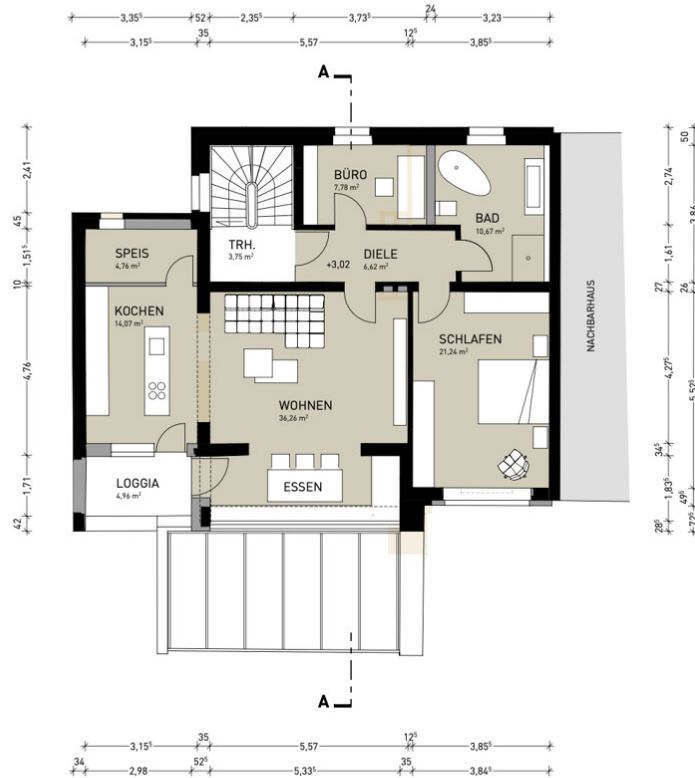 24
3,35⁵ 52 2,35⁵ 3,73⁵ 3,23
35 12⁵
3,15⁵ 5,57 3,85⁵
A
50
2,41
2,74
BÜRO
7,78 m²
BAD
10,67 m²
3,86
45
TRH.
3,75 m²
SPEIS
4,76 m²
DIELE
6,62 m²
+3,02
1,51⁵
1,61
10
27
26
KOCHEN
14,07 m²
NACHBARHAUS
SCHLAFEN
21,24 m²
4,76
4,27⁵
5,52
WOHNEN
36,26 m²
34⁵
LOGGIA
4,96 m²
ESSEN
1,71
1,83⁵
49⁵
42
28⁵
72⁵
A
35 12⁵
3,15⁵ 5,57 3,85⁵
34 52⁵ 35
2,98 5,33⁵ 3,84⁵